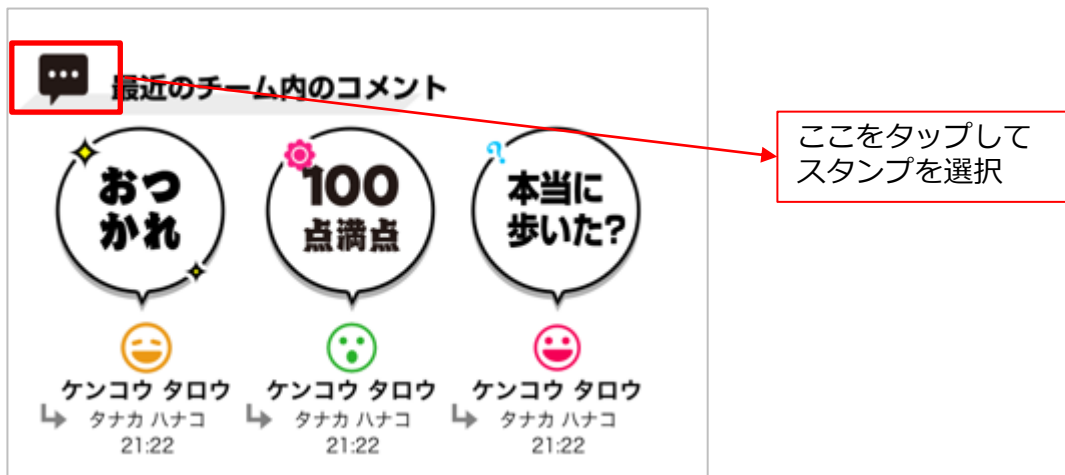 最近のチーム内のコメント
ここをタップして
スタンプを選択
おつ
かれ
100
点満点
本当に
歩いた?
ケンコウ タロウ
タナカ ハナコ
21:22
ケンコウ タロウ
タナカ ハナコ
21:22
ケンコウ タロウ
タナカ ハナコ
21:22